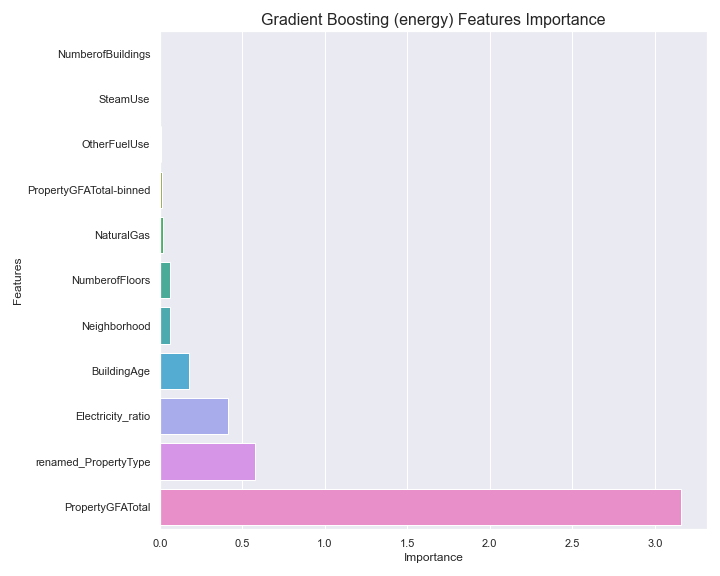 Gradient Boosting (energy) Features Importance
NumberofBuildings
SteamUse
OtherFuelUse
PropertyGFATotal-binned
NaturalGas
NumberofFloors
Neighborhood
BuildingAge
Electricity_ratio
renamed_PropertyType
PropertyGFATotal
Features
0.0 0.5 1.0 1.5 2.0 2.5 3.0
Importance